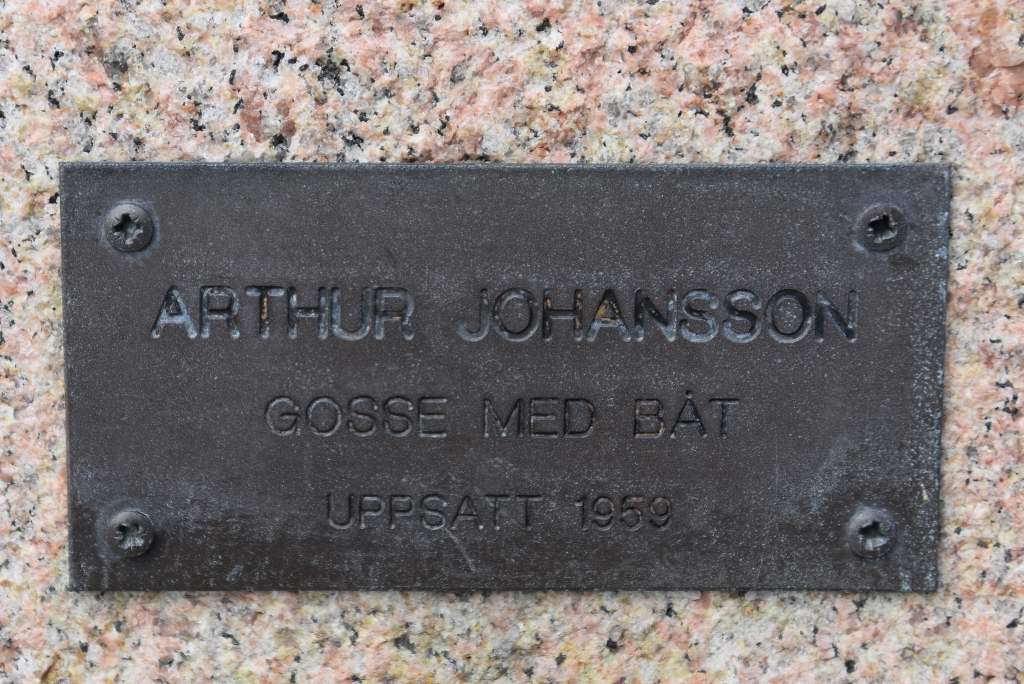 ARTHUR JOHANSSON
GOSSE MED BÅT
UPPSATT 1959